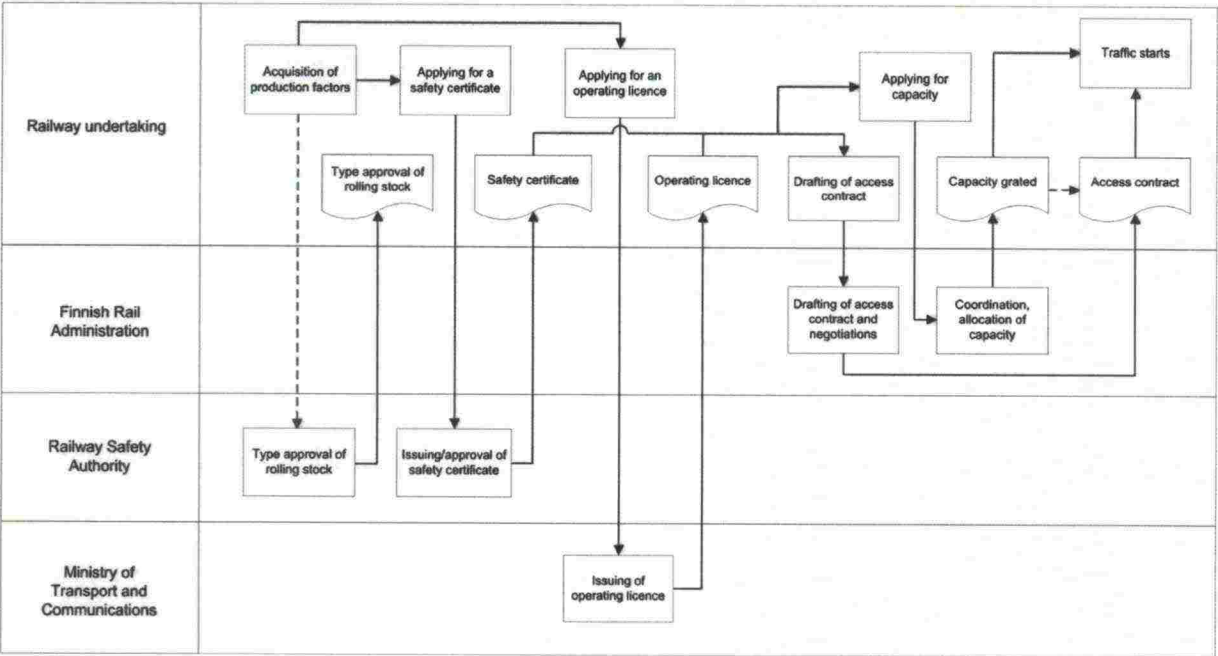 Railway undertaking
Acquisition of
production factors
Applying for a
safety certificate
Applying for an
operating licence
Applying for
capacity
Traffic starts
Type approval of
rolling stock
Safety certificate
Operating licence
Drafting of access
contract
Capacity grated
Access contract
Finnish Rail
Administration
Drafting of access
contract and
negotiations
Coordination,
allocation of
capacity
Railway Safety
Authority
Type approval of
rolling stock
Issuing/approval of
safety certificate
Ministry of
Transport and
Communications
Issuing of
operating licence